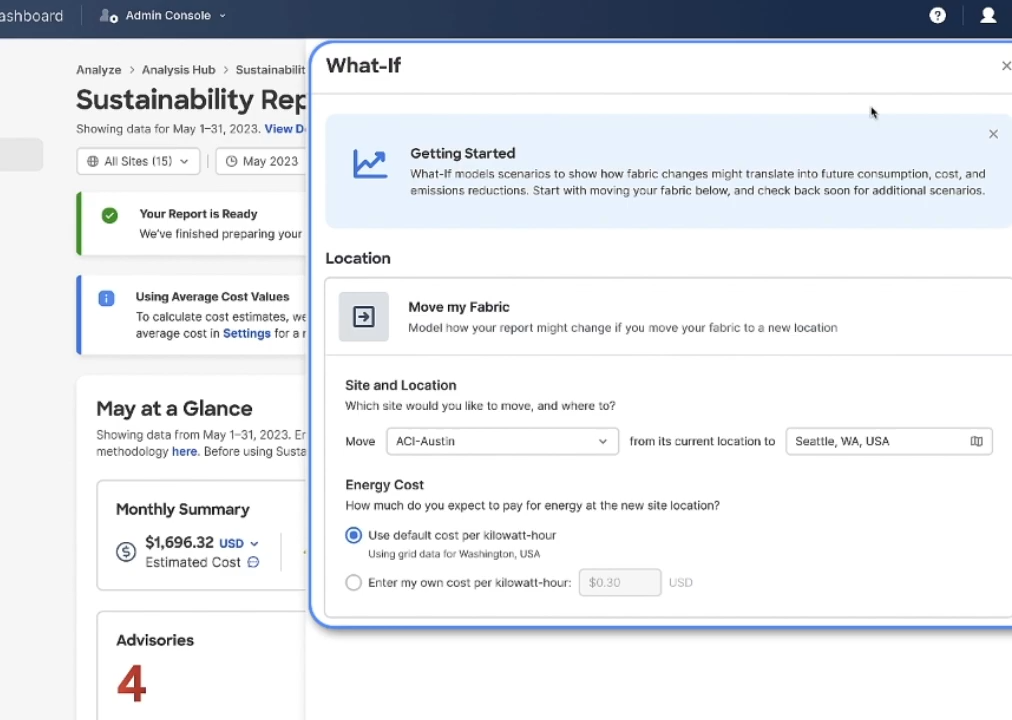 ashboard
Admin Console
?
Analyze > Analysis Hub > Sustainabilit
Sustainability Rep
Showing data for May 1–31, 2023. View D
All Sites (15)
May 2023
Your Report is Ready
We've finished preparing your
Using Average Cost Values
To calculate cost estimates, we
average cost in Settings for a r
May at a Glance
Showing data from May 1–31, 2023. Er
methodology here. Before using Susta
Monthly Summary
$1,696.32 USD
Estimated Cost
Advisories
4
What-If
Getting Started
What-If models scenarios to show how fabric changes might translate into future consumption, cost, and
emissions reductions. Start with moving your fabric below, and check back soon for additional scenarios.
Location
Move my Fabric
Model how your report might change if you move your fabric to a new location
Site and Location
Which site would you like to move, and where to?
Move ACI-Austin from its current location to Seattle, WA, USA
Energy Cost
How much do you expect to pay for energy at the new site location?
Use default cost per kilowatt-hour
Using grid data for Washington, USA
Enter my own cost per kilowatt-hour: $0.30 USD